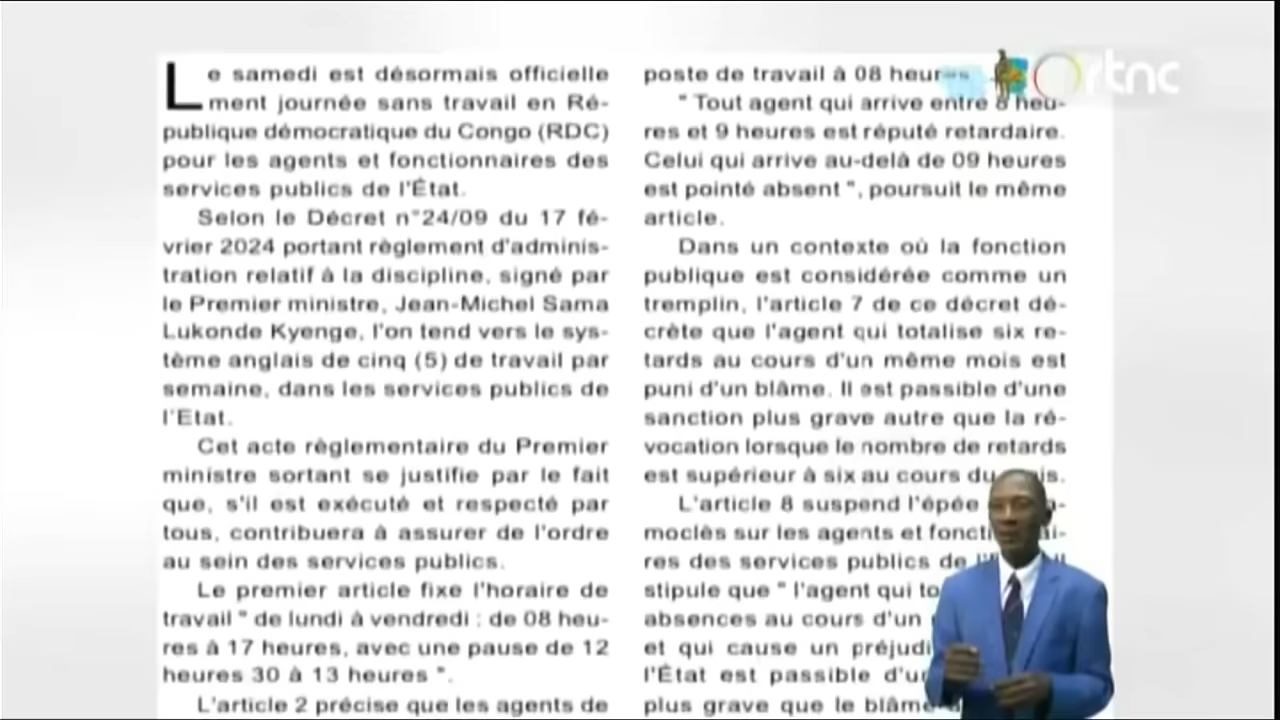 Le samedi est désormais officielle
ment journée sans travail en Ré-
publique démocratique du Congo (RDC)
pour les agents et fonctionnaires des
services publics de l'État.
Selon le Décret n°24/09 du 17 fé-
vrier 2024 portant règlement d'adminis-
tration relatif à la discipline, signé par
le Premier ministre, Jean-Michel Sama
Lukonde Kyenge, l'on tend vers le sys-
tème anglais de cinq (5) de travail par
semaine, dans les services publics de
l'Etat.
Cet acte règlementaire du Premier
ministre sortant se justifie par le fait
que, s'il est exécuté et respecté par
tous, contribuera à assurer de l'ordre
au sein des services publics.
Le premier article fixe l'horaire de
travail " de lundi à vendredi : de 08 heu-
res à 17 heures, avec une pause de 12
heures 30 à 13 heures ".
L'article 2 précise que les agents de
poste de travail à 08 heures
" Tout agent qui arrive entre 8 heu-
res et 9 heures est réputé retardaire.
Celui qui arrive au-delà de 09 heures
est pointé absent ", poursuit le même
article.
Dans un contexte où la fonction
publique est considérée comme un
tremplin, l'article 7 de ce décret dé-
crète que l'agent qui totalise six re-
tards au cours d'un même mois est
puni d'un blâme. Il est passible d'une
sanction plus grave autre que la ré-
vocation lorsque le nombre de retards
est supérieur à six au cours du
L'article 8 suspend l'épée
moclès sur les agents et
res des services publics de
stipule que " l'agent qui
absences au cours d'un
et qui cause un
l'État est passible
plus grave que le blâme
rtnc